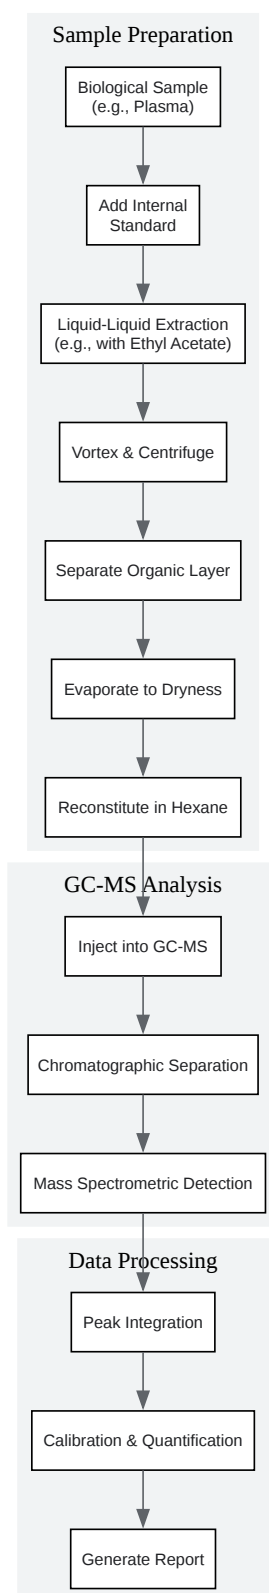 Sample Preparation
Biological Sample
(e.g., Plasma)
Add Internal
Standard
Liquid-Liquid Extraction
(e.g., with Ethyl Acetate)
Vortex & Centrifuge
Separate Organic Layer
Evaporate to Dryness
Reconstitute in Hexane
GC-MS Analysis
Inject into GC-MS
Chromatographic Separation
Mass Spectrometric Detection
Data Processing
Peak Integration
Calibration & Quantification
Generate Report